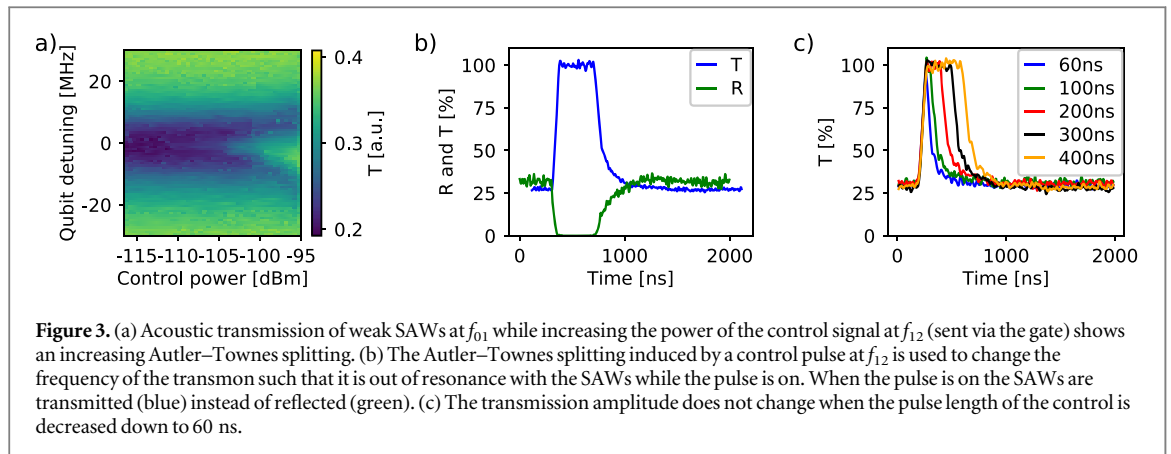 a)
Qubit detuning [MHz]
20
0
-20
-115-110-105-100 -95
Control power [dBm]
0.4
0.3
0.2
T [a.u.]
b)
R and T [%]
100
75
50
25
0
0 1000 2000
Time [ns]
T
R
c)
T [%]
100
75
50
25
0
0 1000 2000
Time [ns]
60ns
100ns
200ns
300ns
400ns
Figure 3. (a) Acoustic transmission of weak SAWs at f01 while increasing the power of the control signal at f12 (sent via the gate) shows
an increasing Autler–Townes splitting. (b) The Autler–Townes splitting induced by a control pulse at f12 is used to change the
frequency of the transmon such that it is out of resonance with the SAWs while the pulse is on. When the pulse is on the SAWs are
transmitted (blue) instead of reflected (green). (c) The transmission amplitude does not change when the pulse length of the control is
decreased down to 60 ns.